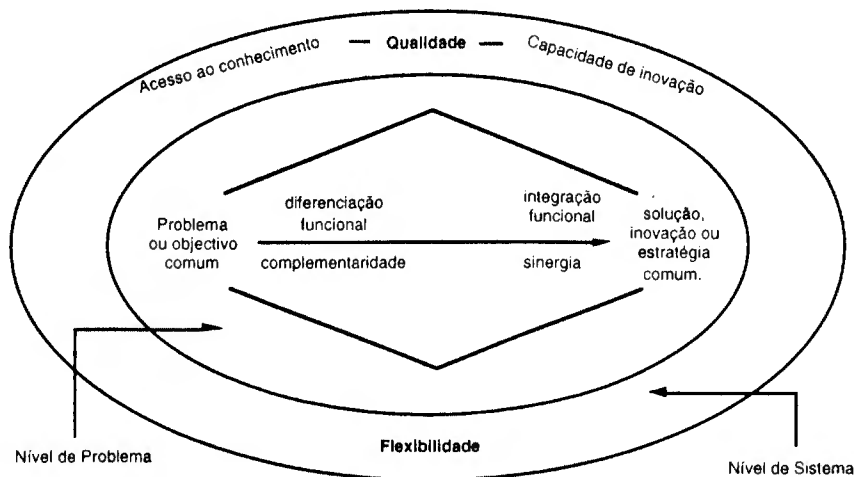 Acesso ao conhecimento — Qualidade — Capacidade de inovação
Problema
ou objectivo
comum
diferenciação
funcional
complementaridade
integração
funcional
sinergia
solução,
inovação ou
estratégia
comum.
Flexibilidade
Nível de Problema
Nível de Sistema